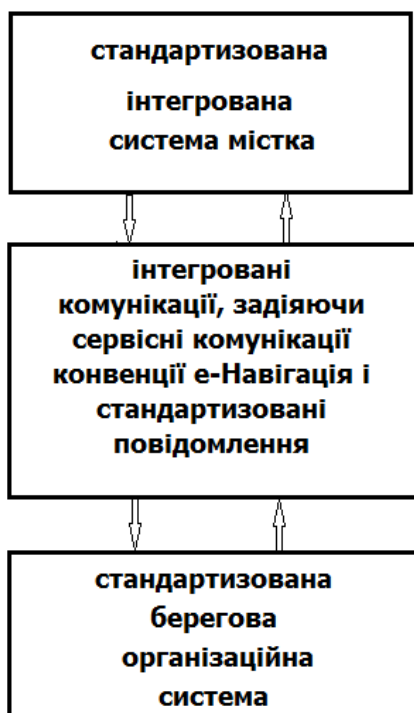 стандартизована
інтегрована
система містка
інтегровані
комунікації, задіяючи
сервісні комунікації
конвенції е-Навігація і
стандартизовані
повідомлення
стандартизована
берегова
організаційна
система